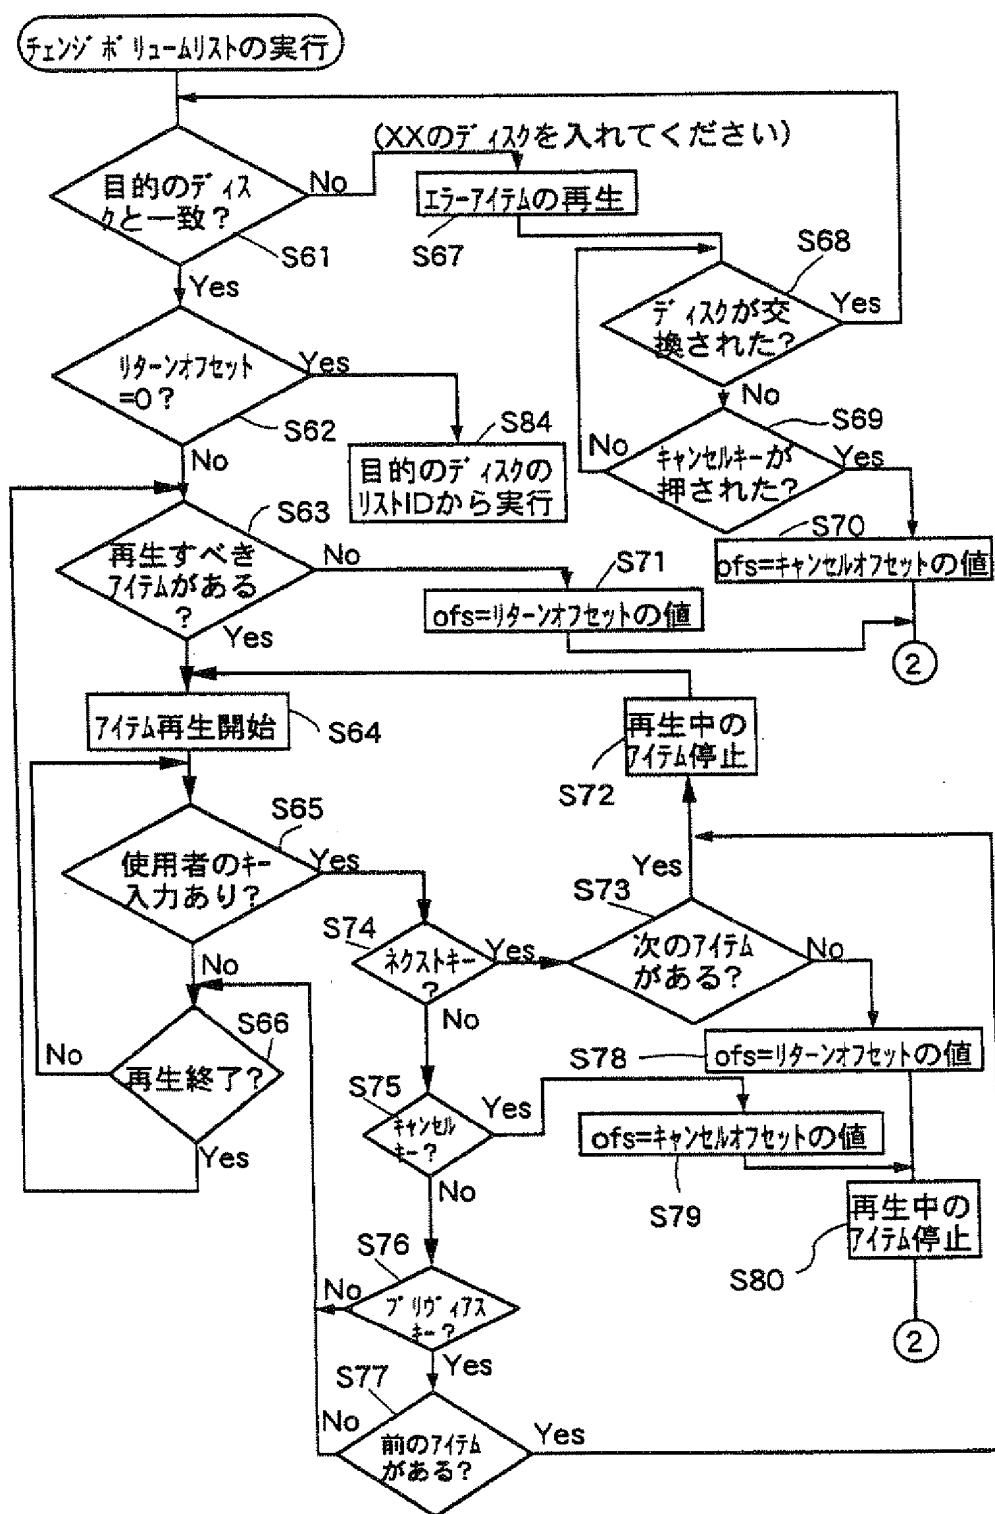 チェンジボリュームリストの実行
(XXのディスクを入れてください)
目的のディス
クと一致?
No
S61
エラーアイテムの再生
S67
S68
ディスクが交
換された?
Yes
Yes
リターンオフセット
=0?
Yes
S62
No
S69
No
キャンセルキーが
押された?
Yes
S84
目的のディスクの
リストIDから実行
No
S63
再生すべき
アイテムがある
?
No
Yes
S71
ofs=リターンオフセットの値
S70
ofs=キャンセルオフセットの値
2
アイテム再生開始
S64
再生中の
アイテム停止
S72
S65
使用者のキー
入力あり?
Yes
No
S74
ネクストキー
?
Yes
No
Yes
S73
次のアイテム
がある?
No
S66
再生終了?
No
Yes
S78
ofs=リターンオフセットの値
S75
キャンセル
キー?
Yes
No
ofs=キャンセルオフセットの値
S79
再生中の
アイテム停止
S80
2
S76
プリヴィアス
キー?
No
Yes
S77
前のアイテム
がある?
No
Yes